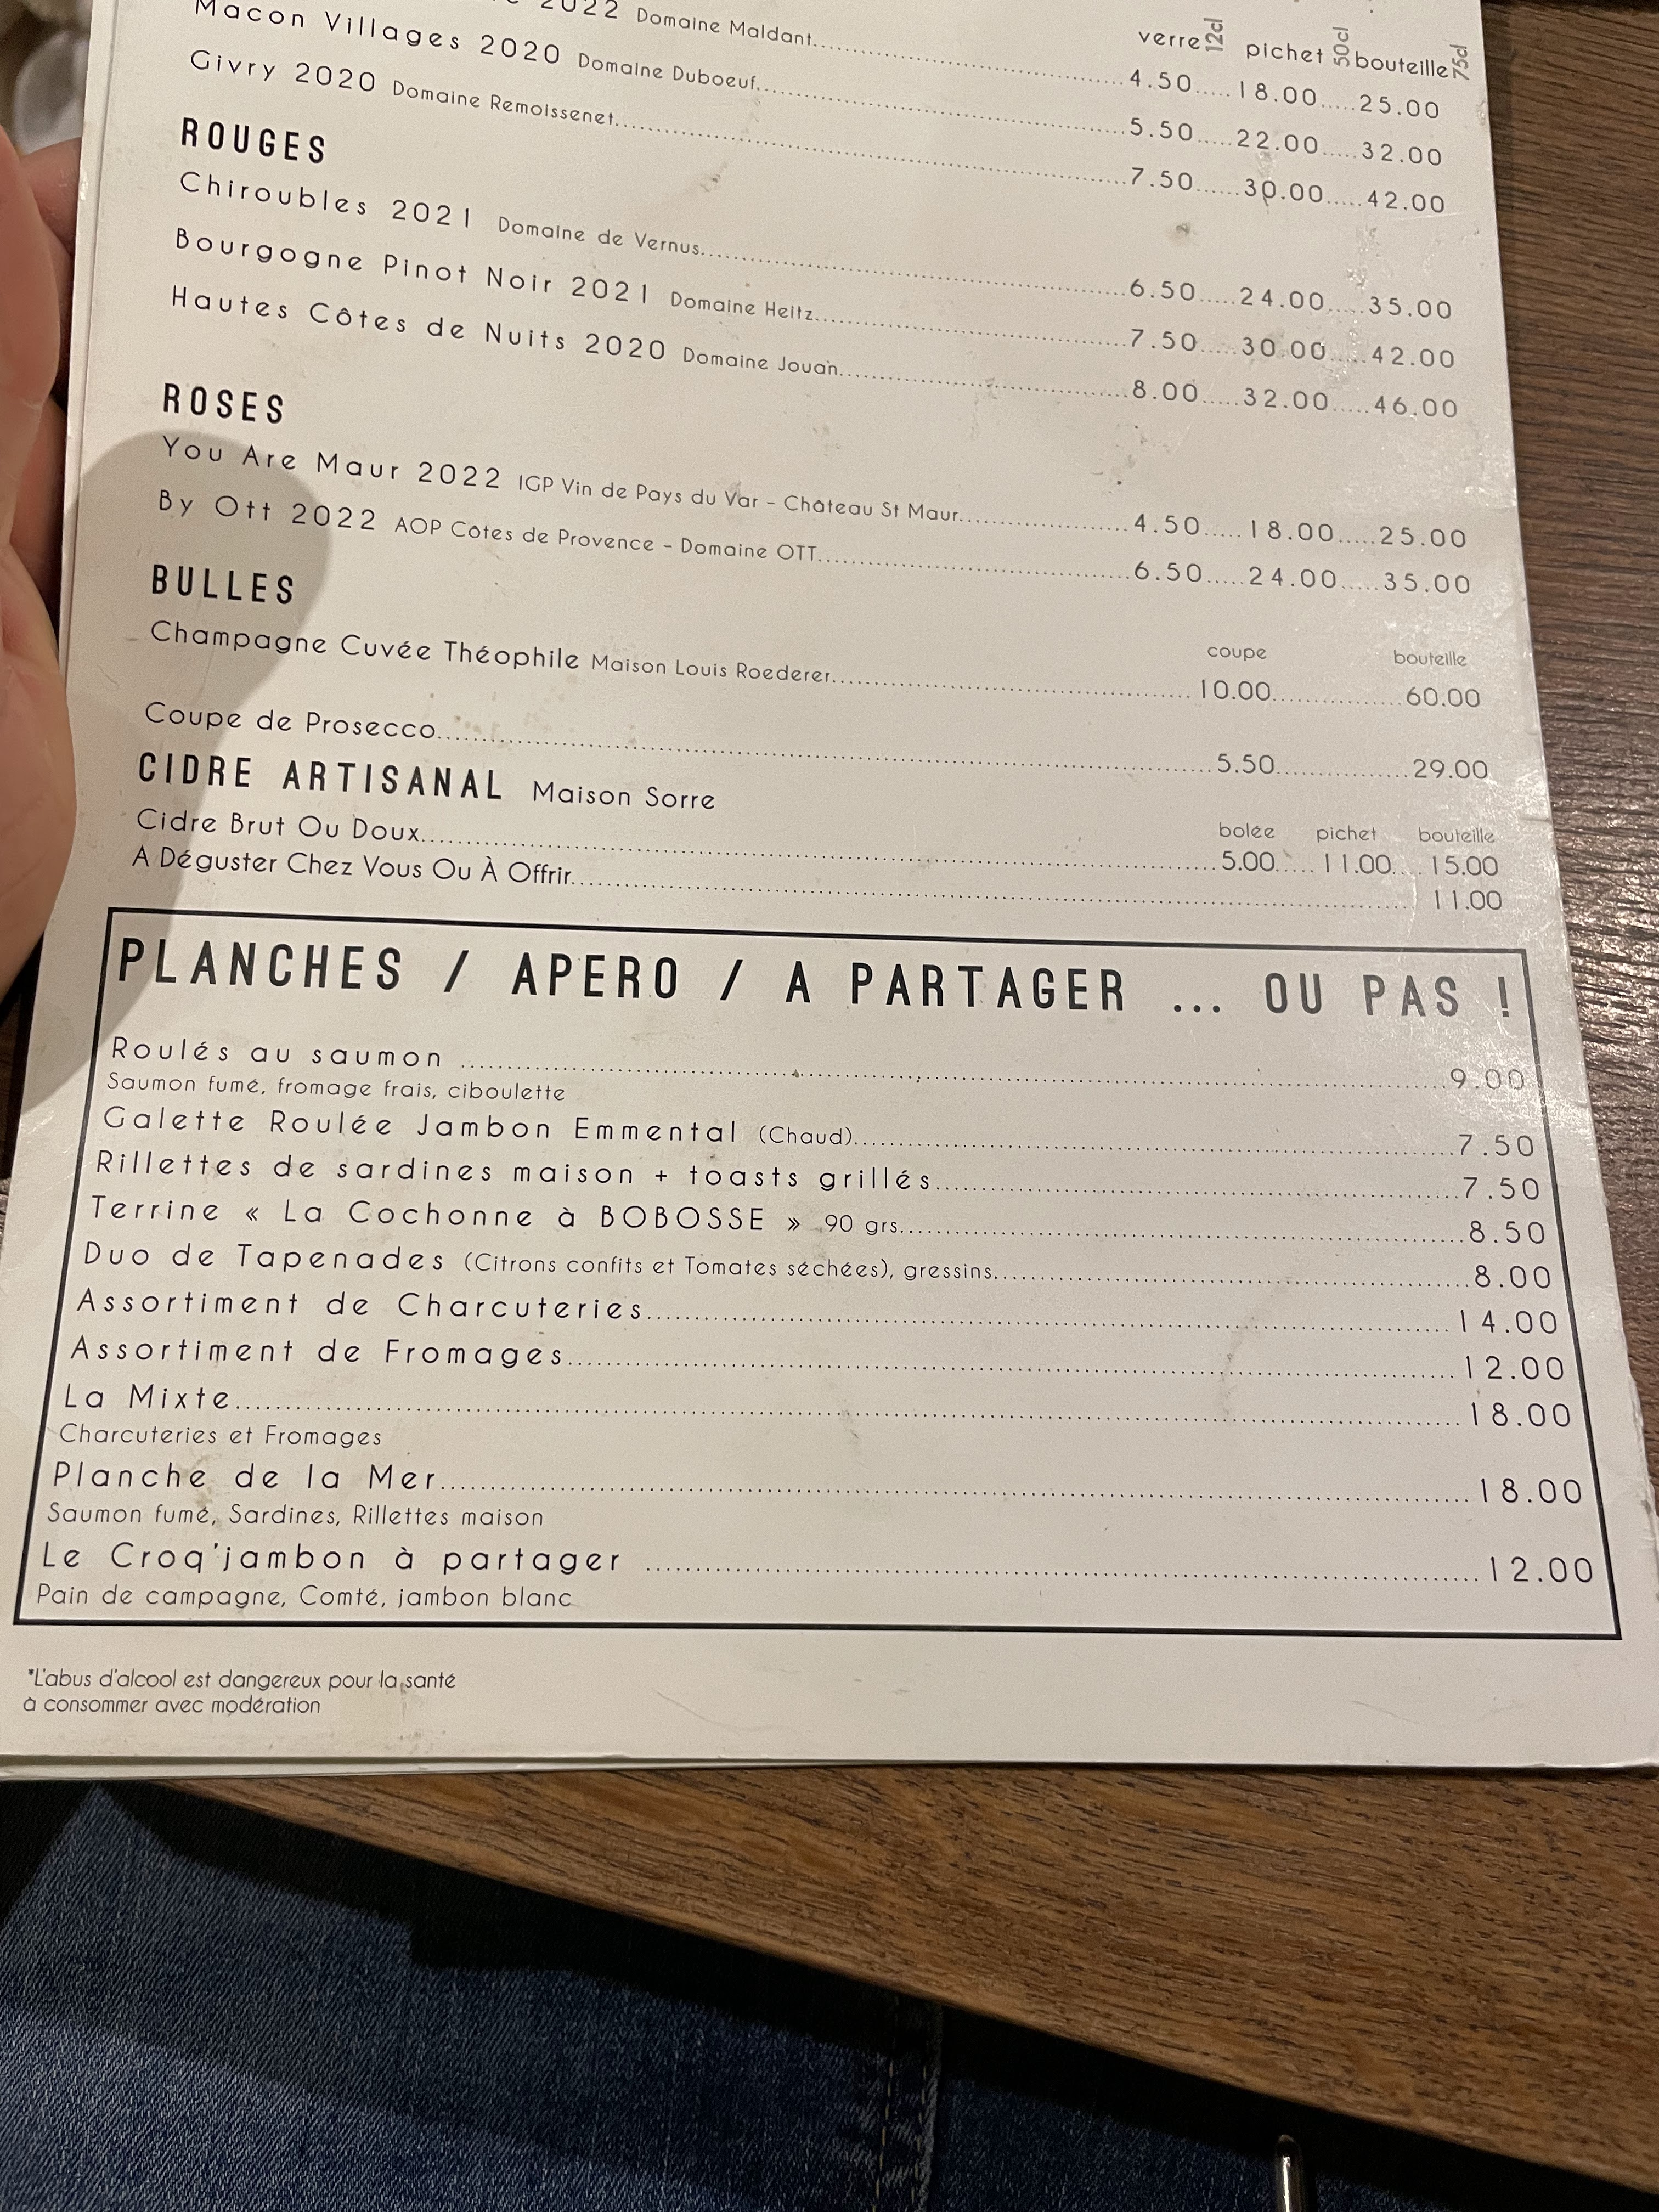 2022 Domaine Maldant
verre 12cl pichet 50cl bouteille 75cl
4.50.....18.00.....25.00
Macon Villages 2020 Domaine Duboeuf
5.50.....22.00.....32.00
Givry 2020 Domaine Remoissenet
7.50.....30.00.....42.00
ROUGES
Chiroubles 2021 Domaine de Vernus
6.50.....24.00.....35.00
Bourgogne Pinot Noir 2021 Domaine Heitz
7.50.....30.00.....42.00
Hautes Côtes de Nuits 2020 Domaine Jouan
8.00.....32.00.....46.00
ROSES
You Are Maur 2022 IGP Vin de Pays du Var - Château St Maur
4.50.....18.00.....25.00
By Ott 2022 AOP Côtes de Provence - Domaine OTT
6.50.....24.00.....35.00
BULLES
coupe bouteille
Champagne Cuvée Théophile Maison Louis Roederer
10.00 60.00
Coupe de Prosecco
5.50 29.00
CIDRE ARTISANAL Maison Sorre
bolée pichet bouteille
Cidre Brut Ou Doux
5.00..... 11.00.... 15.00
A Déguster Chez Vous Ou À Offrir
11.00
PLANCHES / APERO / A PARTAGER ... OU PAS !
Roulés au saumon 9.00
Saumon fumé, fromage frais, ciboulette
Galette Roulée Jambon Emmental (Chaud) 7.50
Rillettes de sardines maison + toasts grillés 7.50
Terrine « La Cochonne à BOBOSSE » 90 grs 8.50
Duo de Tapenades (Citrons confits et Tomates séchées), gressins 8.00
Assortiment de Charcuteries 14.00
Assortiment de Fromages 12.00
La Mixte 18.00
Charcuteries et Fromages
Planche de la Mer 18.00
Saumon fumé, Sardines, Rillettes maison
Le Croq'jambon à partager 12.00
Pain de campagne, Comté, jambon blanc
*L'abus d'alcool est dangereux pour la santé
à consommer avec modération